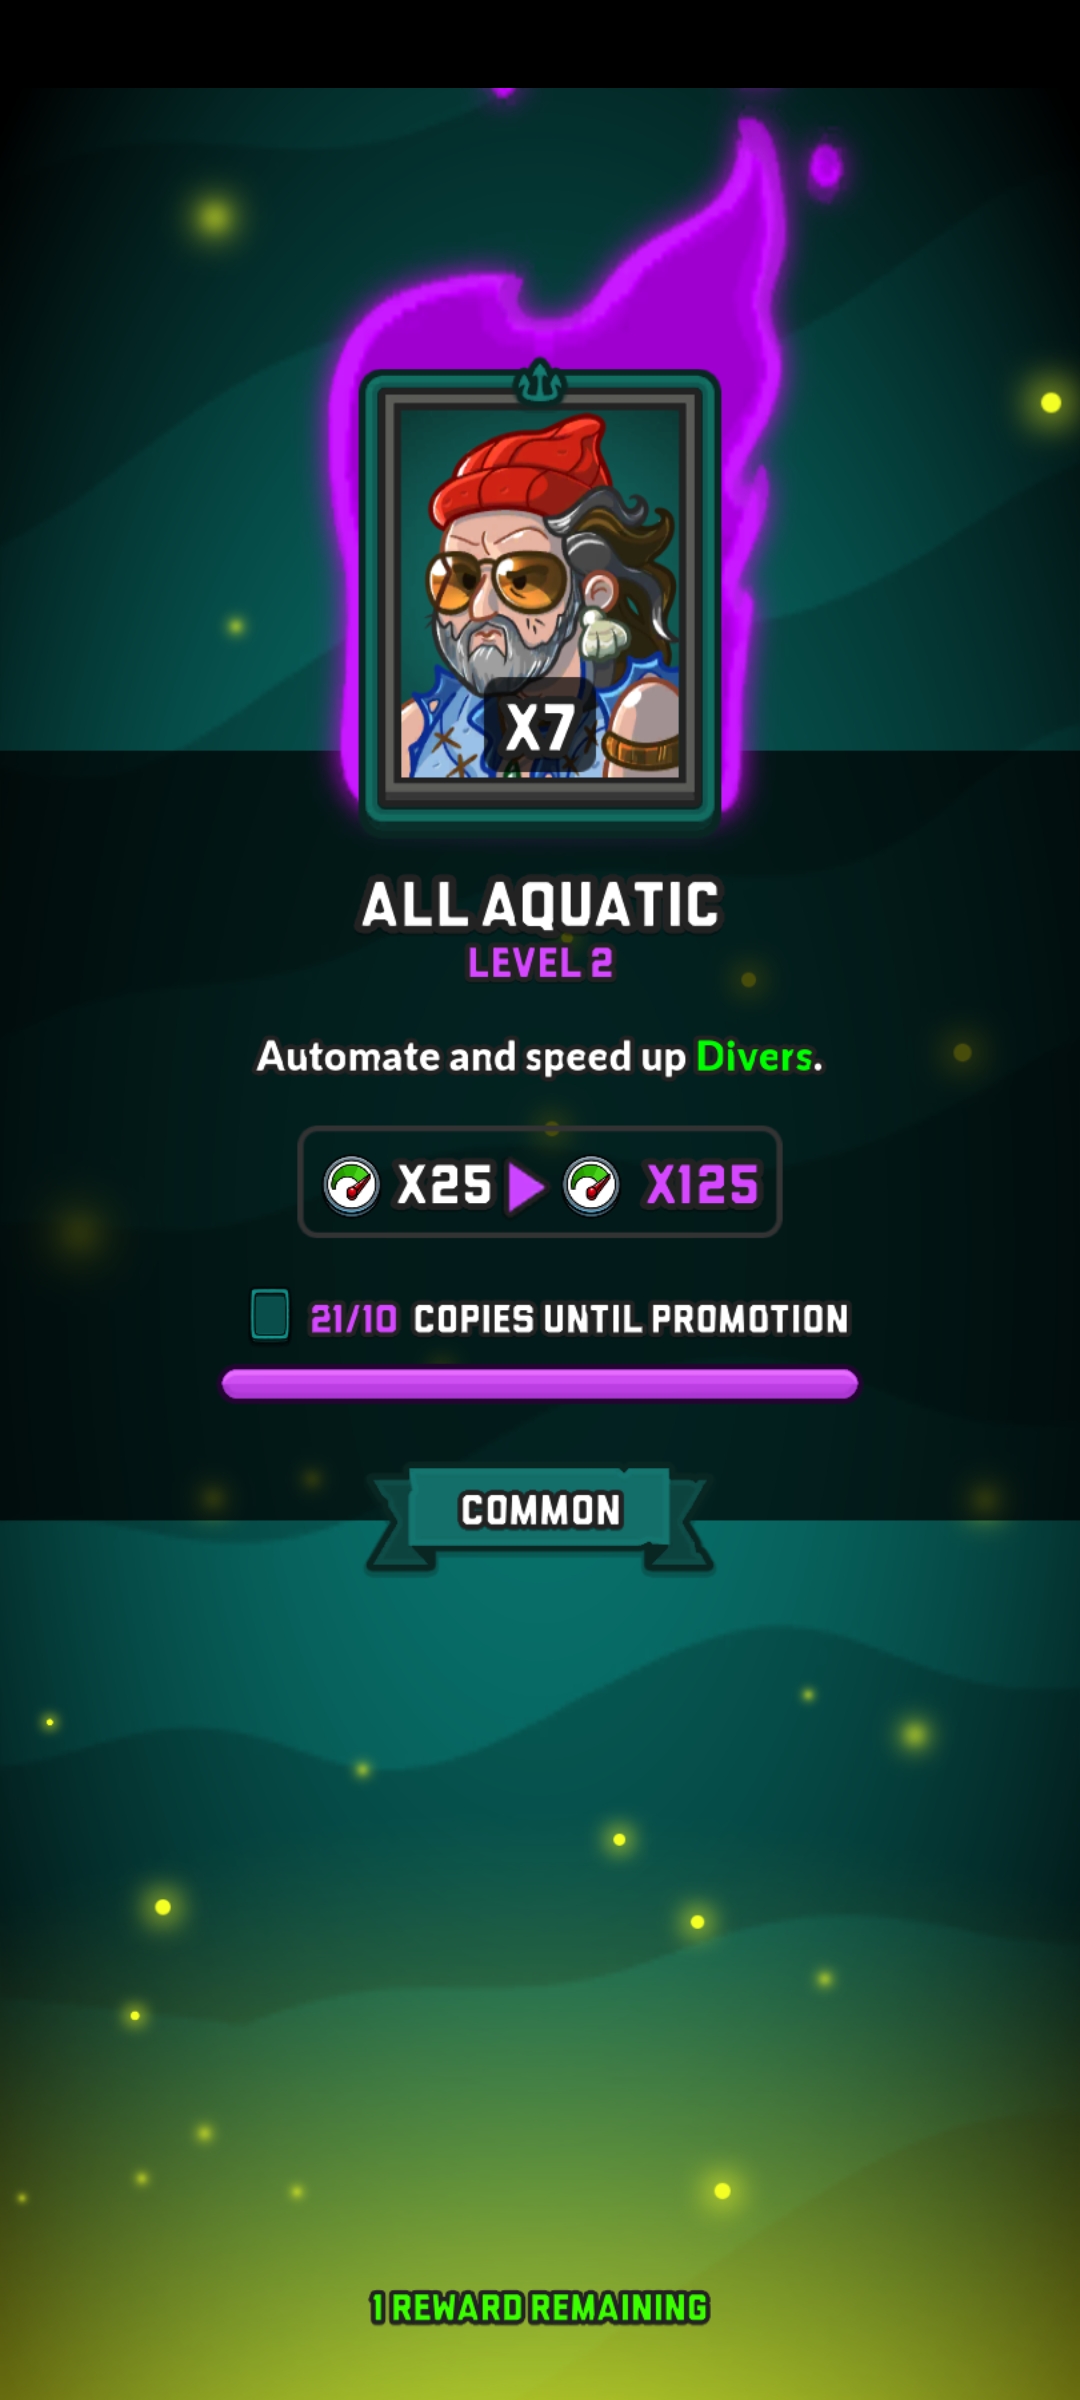 X7
ALL AQUATIC
LEVEL 2
Automate and speed up Divers.
X25 X125
21/10 COPIES UNTIL PROMOTION
COMMON
1 REWARD REMAINING